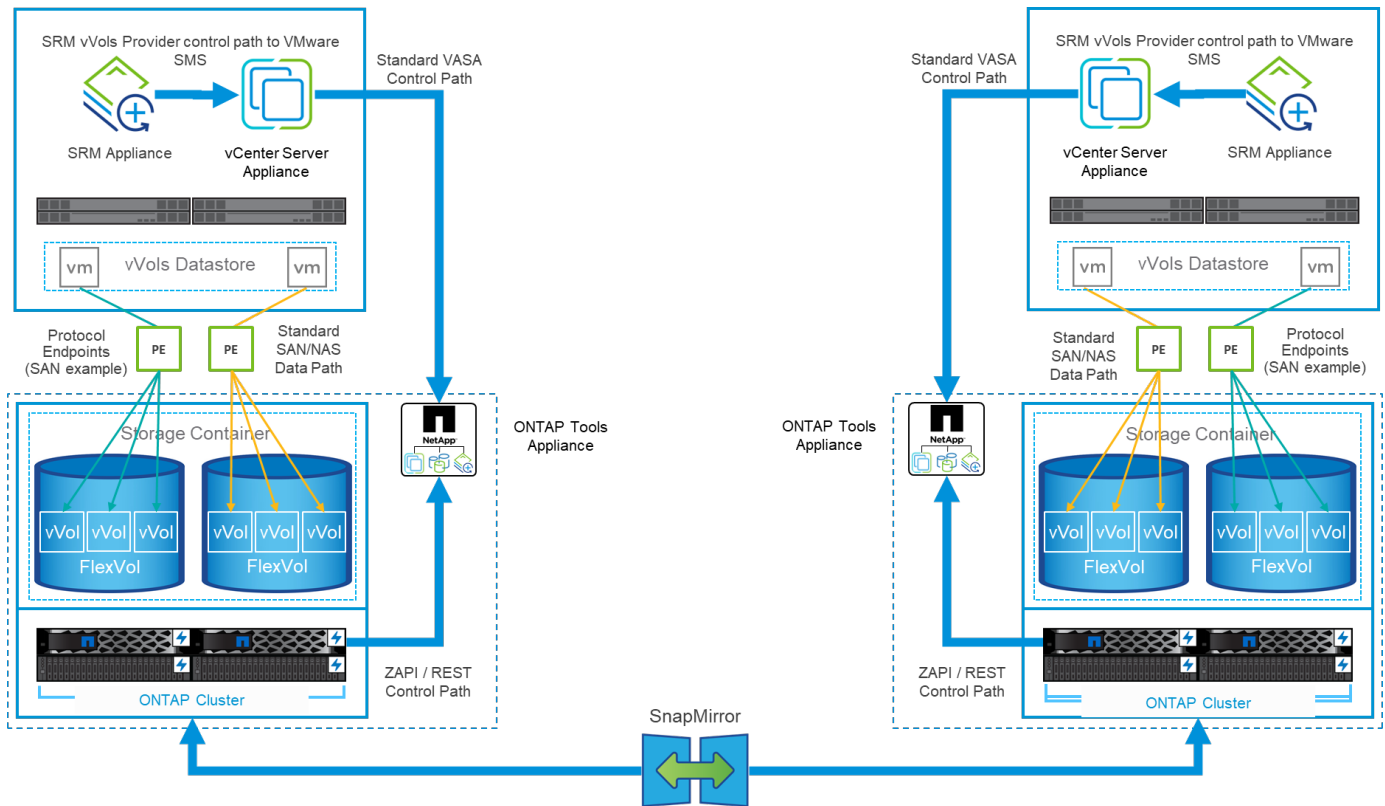 SRM vVols Provider control path to VMware
SMS
SRM Appliance
vCenter Server
Appliance
Standard VASA
Control Path
vm
vVols Datastore
vm
Protocol
Endpoints
(SAN example)
PE
PE
Standard
SAN/NAS
Data Path
Storage Container
vVol
vVol
vVol
FlexVol
vVol
vVol
vVol
FlexVol
NetApp
ONTAP Tools
Appliance
ZAPI / REST
Control Path
ONTAP Cluster
SnapMirror
SRM vVols Provider control path to VMware
SMS
Standard VASA
Control Path
vCenter Server
Appliance
SRM Appliance
vm
vVols Datastore
vm
Standard
SAN/NAS
Data Path
PE
PE
Protocol
Endpoints
(SAN example)
ONTAP Tools
Appliance
NetApp
Storage Container
vVol
vVol
vVol
FlexVol
vVol
vVol
vVol
FlexVol
ZAPI / REST
Control Path
ONTAP Cluster